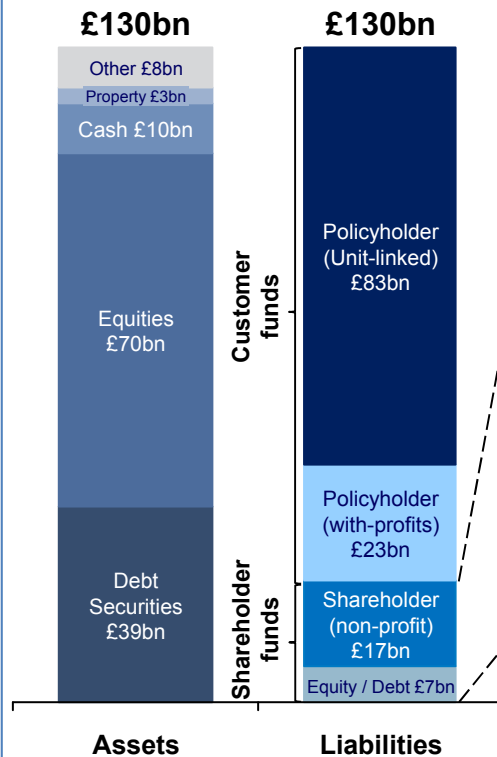 £130bn
£130bn
Other £8bn
Property £3bn
Cash £10bn
Equities
£70bn
Debt
Securities
£39bn
Customer
funds
Shareholder
funds
Policyholder
(Unit-linked)
£83bn
Policyholder
(with-profits)
£23bn
Shareholder
(non-profit)
£17bn
Equity / Debt £7bn
Assets
Liabilities